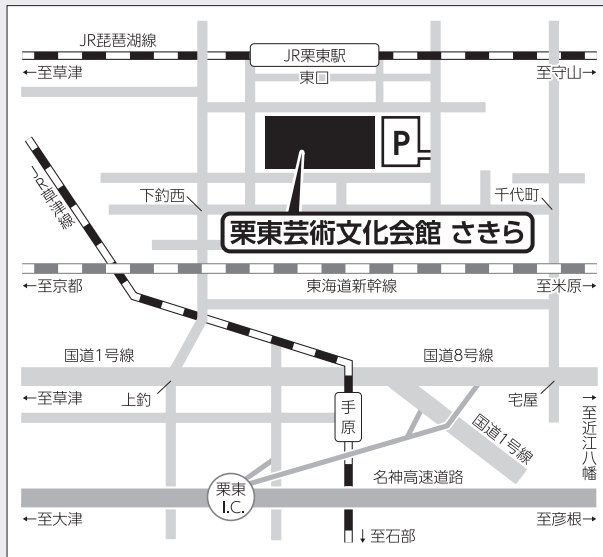 JR琵琶湖線
JR栗東駅
←至草津
東口
至守山→
P
JR草津線
下釣西
千代町
栗東芸術文化会館 さきら
←至京都
東海道新幹線
至米原→
国道1号線
国道8号線
←至草津
上釣
手原
宅屋
→至近江八幡
国道1号線
栗東
I.C.
名神高速道路
←至大津
至彦根→
↓至石部